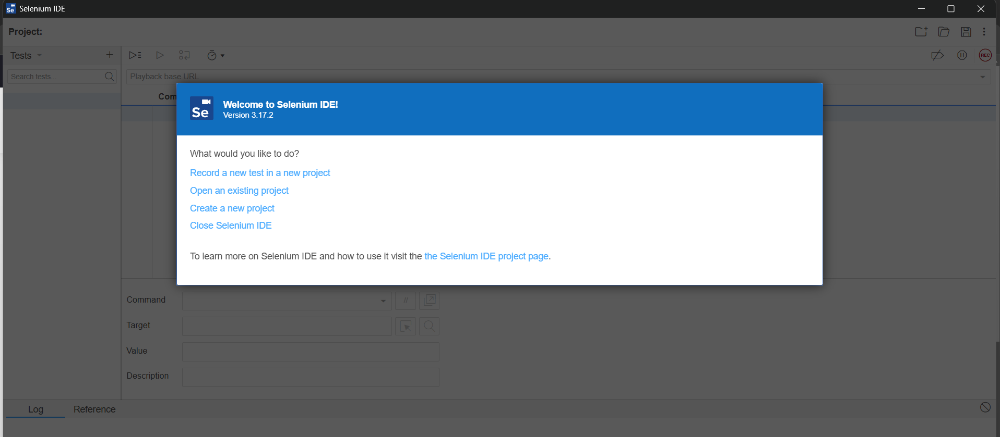 Se Selenium IDE
Project:
Tests
Search tests...
Playback base URL
REC
Com
Se
Welcome to Selenium IDE!
Version 3.17.2
What would you like to do?
Record a new test in a new project
Open an existing project
Create a new project
Close Selenium IDE
To learn more on Selenium IDE and how to use it visit the the Selenium IDE project page.
Command
//
Target
Value
Description
Log Reference